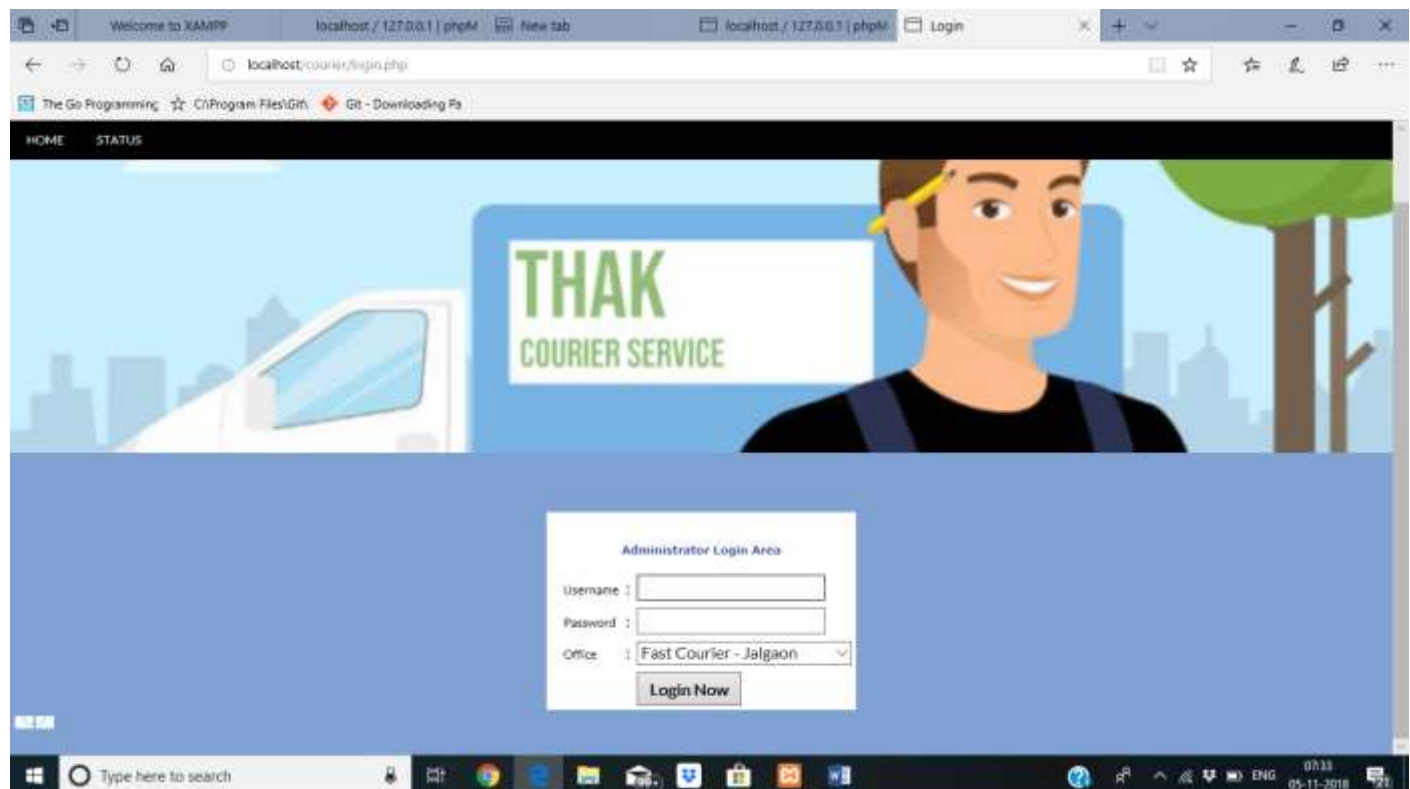 Welcome to XAMPP
localhost / 127.0.0.1 | phpM
New tab
localhost / 127.0.0.1 | phpM
Login
localhost/courier/login.php
The Go Programming
C:\Program Files\Git\
Git - Downloading Pa
HOME STATUS
THAK
COURIER SERVICE
Administrator Login Area
Username :
Password :
Office : Fast Courier - Jalgaon
Login Now
Type here to search
ENG
07:33
05-11-2018